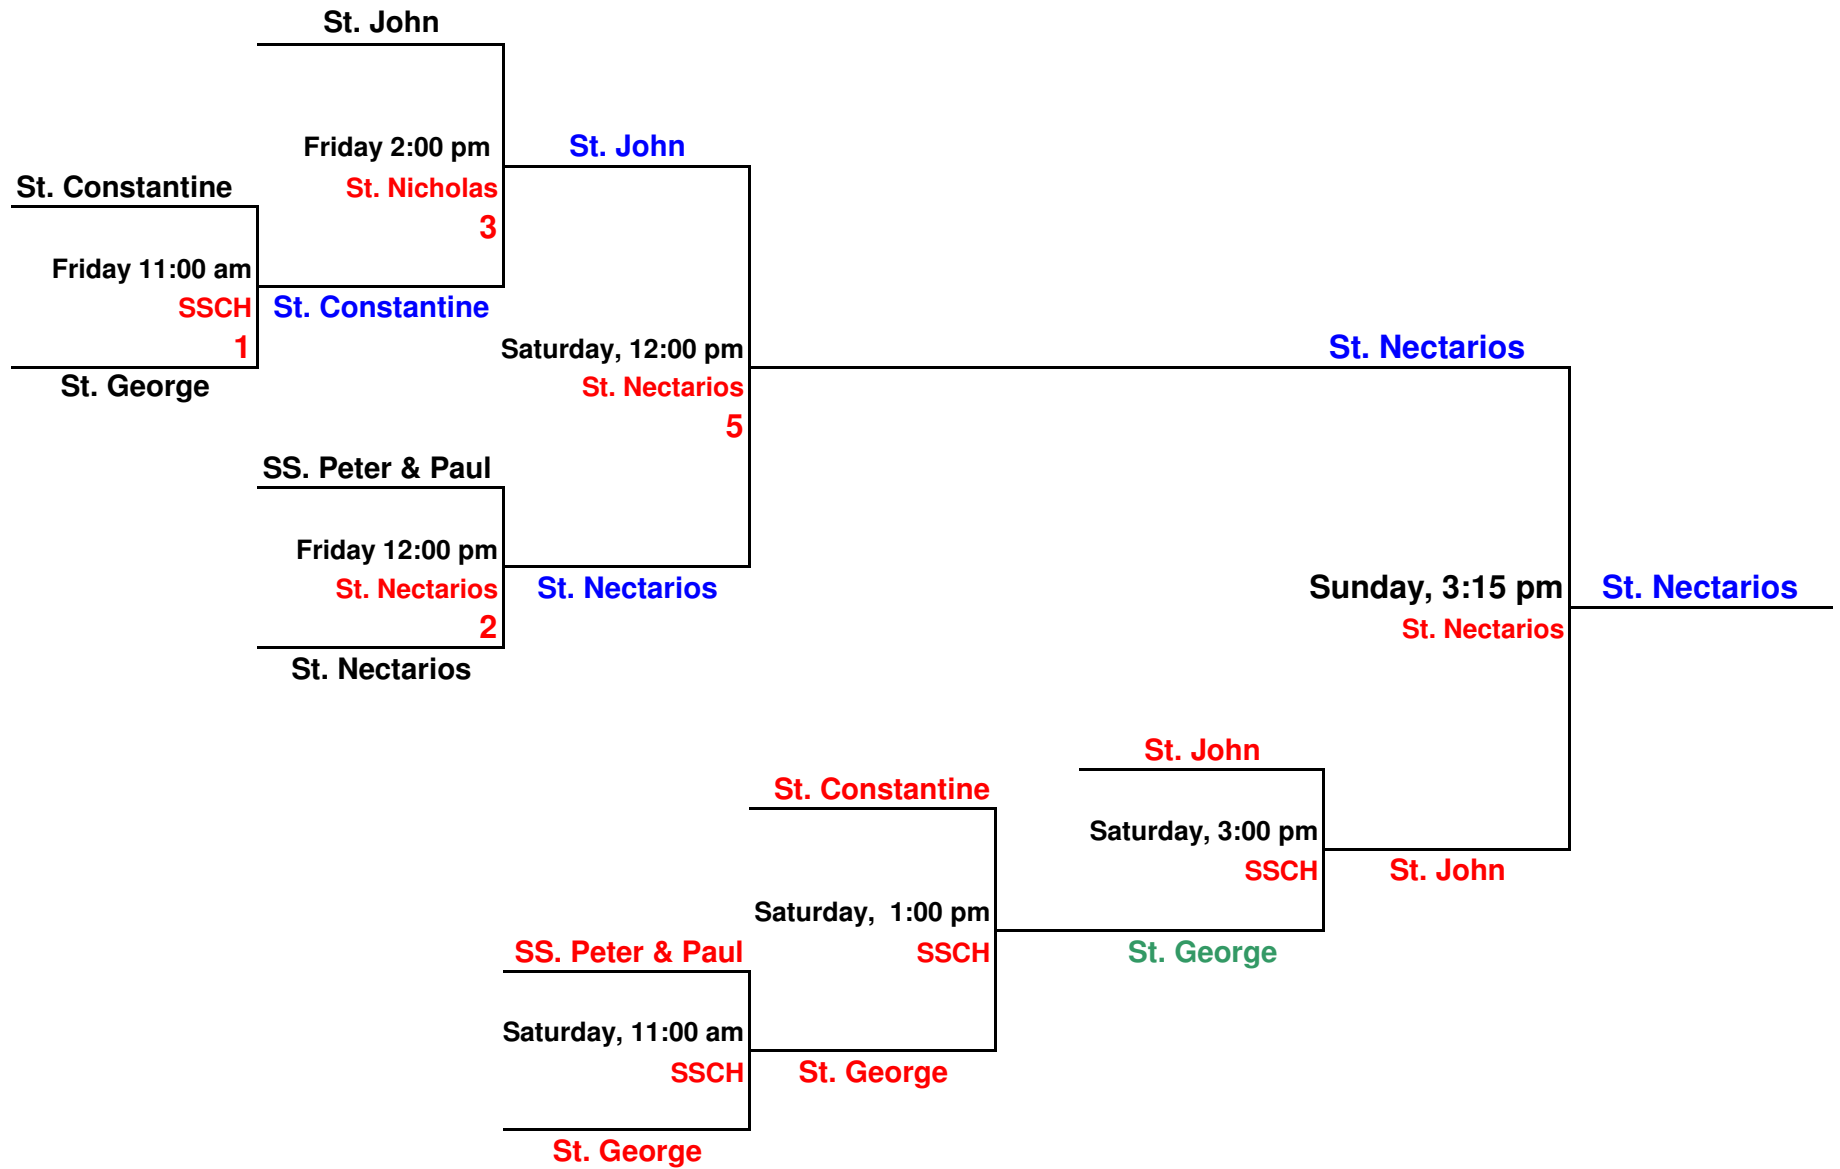 St. John
Friday 2:00 pm
St. John
St. Constantine
St. Nicholas
3
Friday 11:00 am
SSCH
St. Constantine
1
St. George
Saturday, 12:00 pm
St. Nectarios
St. Nectarios
5
SS. Peter & Paul
Friday 12:00 pm
St. Nectarios
St. Nectarios
2
St. Nectarios
Sunday, 3:15 pm
St. Nectarios
St. Nectarios
St. John
St. Constantine
Saturday, 3:00 pm
SSCH
St. John
Saturday,  1:00 pm
SSCH
St. George
SS. Peter & Paul
Saturday, 11:00 am
SSCH
St. George
St. George